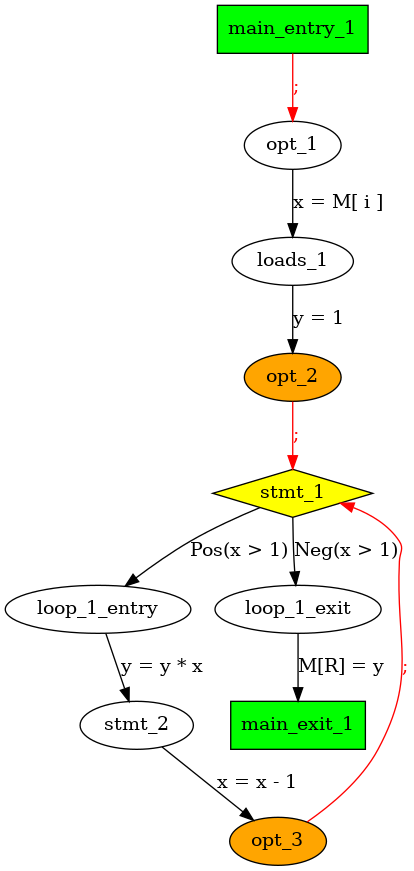 main_entry_1
;
opt_1
x = M[ i ]
loads_1
y = 1
opt_2
;
stmt_1
Pos(x > 1)
Neg(x > 1)
loop_1_entry
loop_1_exit
y = y * x
M[R] = y
;
stmt_2
main_exit_1
x = x - 1
opt_3